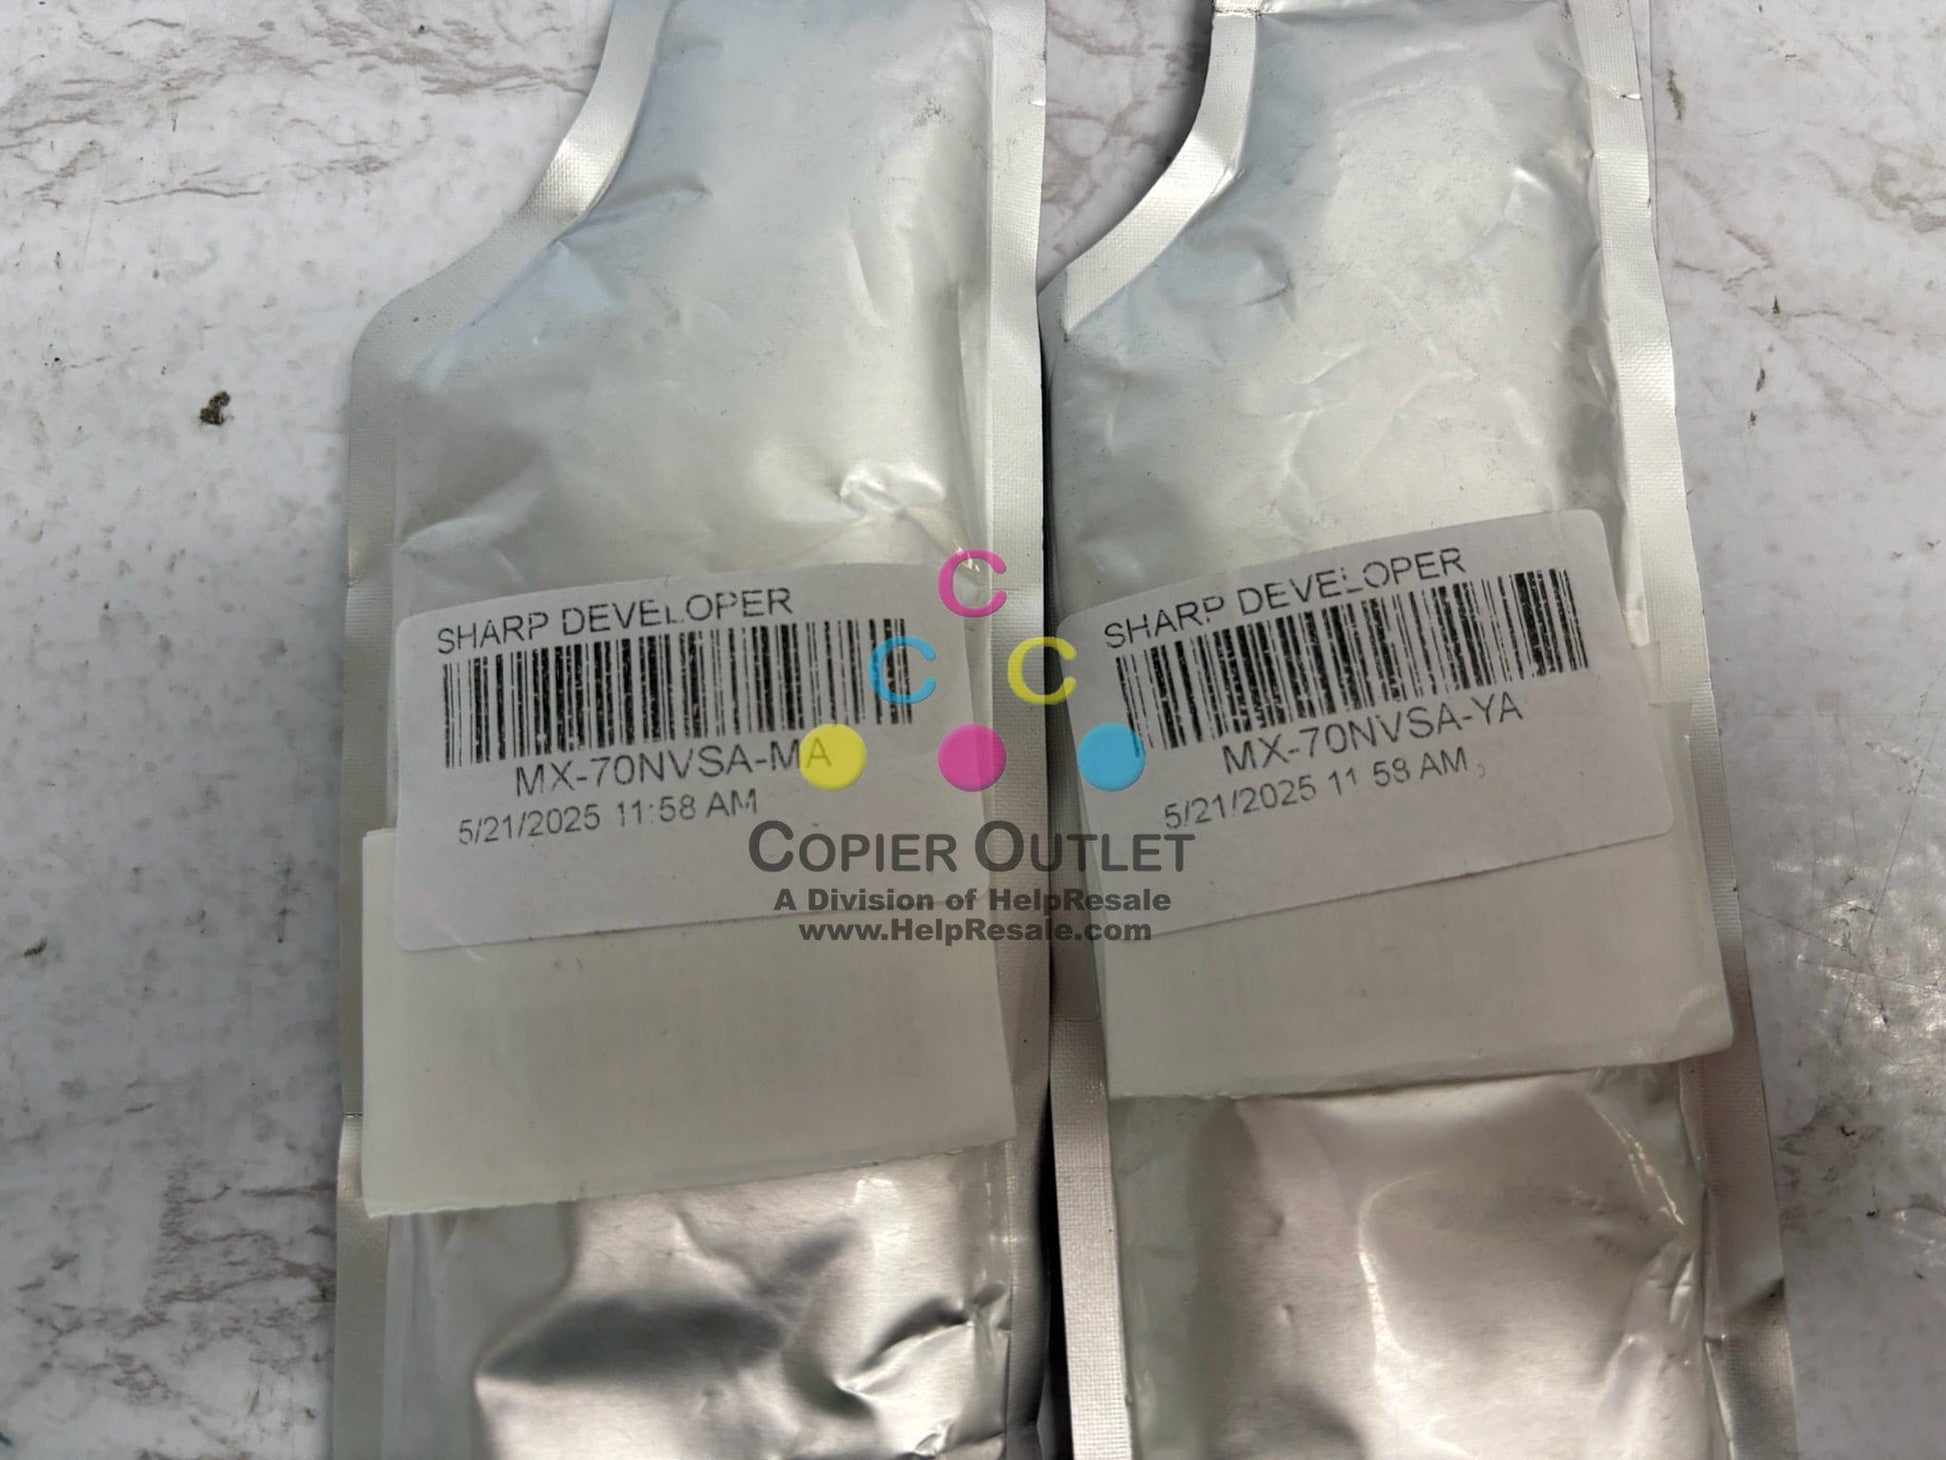 SHARP DEVELOPER
MX-70NVSA-MA
5/21/2025 11:58 AM
SHARP DEVELOPER
MX-70NVSA-YA
5/21/2025 11 58 AM
C
C C
COPIER OUTLET
A Division of HelpResale
www.HelpResale.com